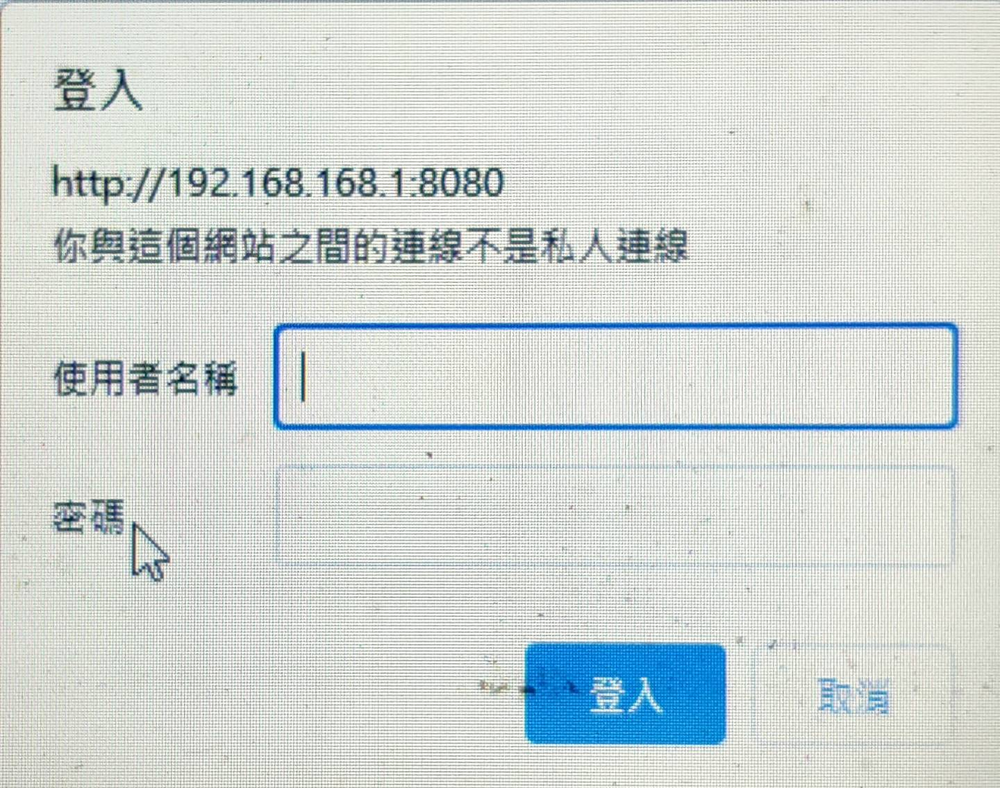 登入
http://192.168.168.1:8080
你與這個網站之間的連線不是私人連線
使用者名稱
密碼
登入 取消